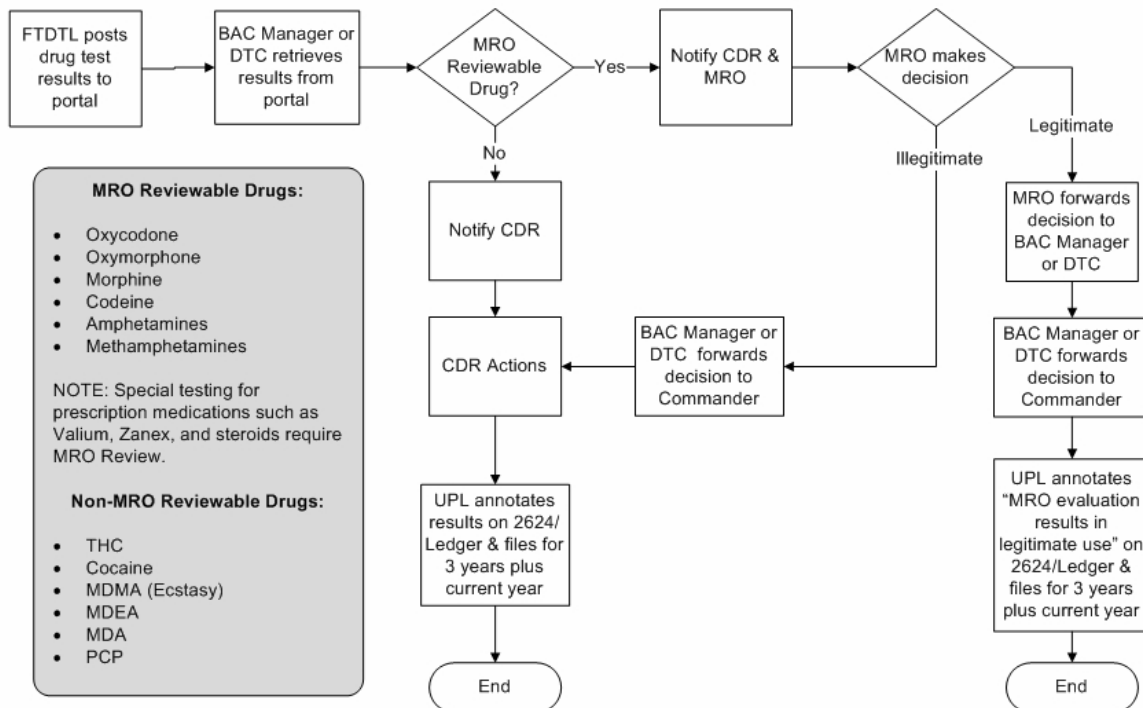 FTDTL posts
drug test
results to
portal
BAC Manager or
DTC retrieves
results from
portal
MRO
Reviewable
Drug?
Yes
Notify CDR &
MRO
MRO makes
decision
No
Illegitimate
Legitimate
Notify CDR
MRO forwards
decision to
BAC Manager
or DTC
CDR Actions
BAC Manager or
DTC forwards
decision to
Commander
BAC Manager or
DTC forwards
decision to
Commander
UPL annotates
results on 2624/
Ledger & files for
3 years plus
current year
UPL annotates
“MRO evaluation
results in
legitimate use” on
2624/Ledger &
files for 3 years
plus current year
End
End
MRO Reviewable Drugs:
• Oxycodone
• Oxymorphone
• Morphine
• Codeine
• Amphetamines
• Methamphetamines
NOTE: Special testing for
prescription medications such as
Valium, Zanex, and steroids require
MRO Review.
Non-MRO Reviewable Drugs:
• THC
• Cocaine
• MDMA (Ecstasy)
• MDEA
• MDA
• PCP